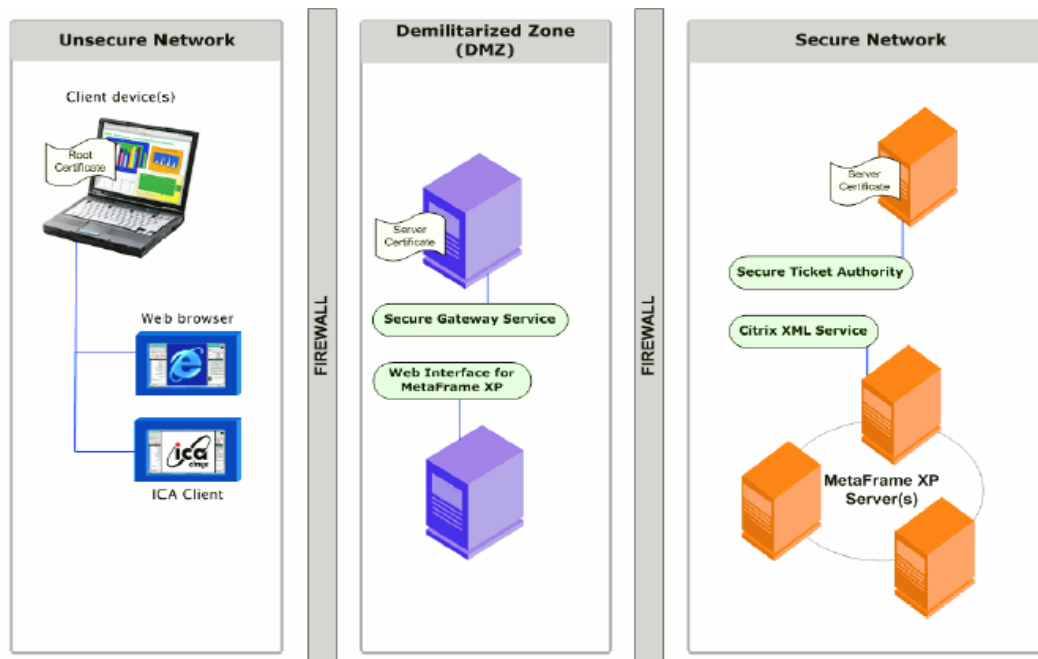 Unsecure Network
Client device(s)
Root
Certificate
Web browser
ica
citrix
ICA Client
FIREWALL
Demilitarized Zone
(DMZ)
Server
Certificate
Secure Gateway Service
Web Interface for
MetaFrame XP
FIREWALL
Secure Network
Server
Certificate
Secure Ticket Authority
Citrix XML Service
MetaFrame XP
Server(s)